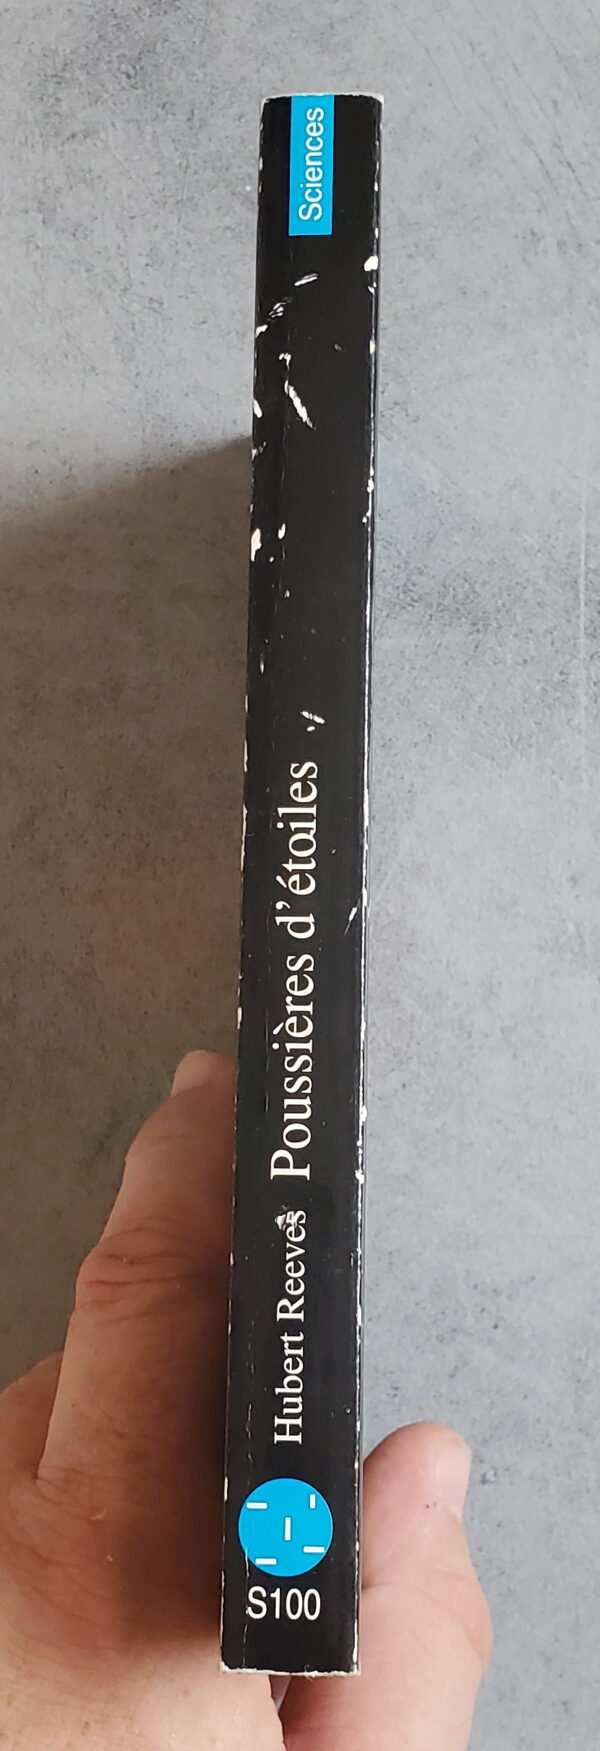 Sciences
Hubert Reeves Poussières d'étoiles
S100